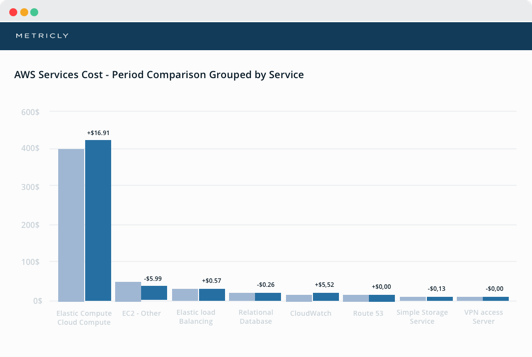 METRICLY
AWS Services Cost - Period Comparison Grouped by Service
600$
400$
300$
200$
100$
0$
+$16.91
-$5.99
+$0.57
-$0.26
+$5,52
+$0,00
-$0,13
-$0,00
Elastic Compute
Cloud Compute
EC2 - Other
Elastic load
Balancing
Relational
Database
CloudWatch
Route S3
Simple Storage
Service
VPN access
Server